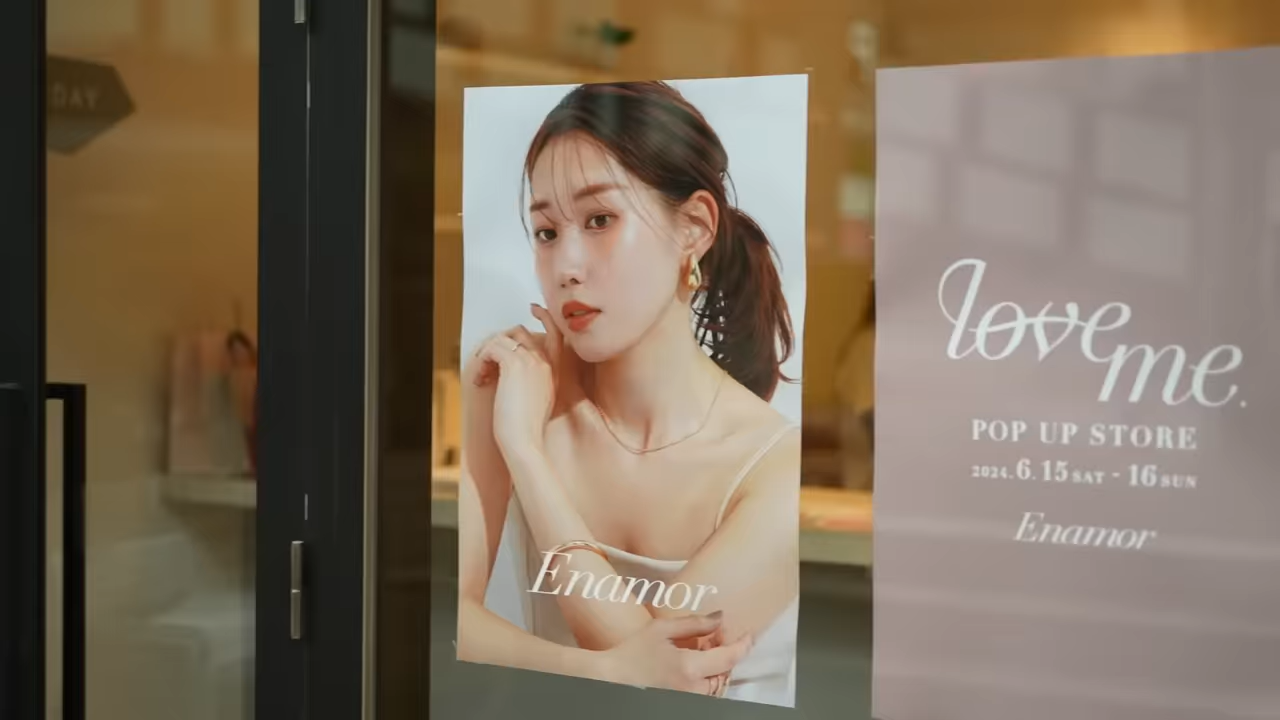 DAY
Enamor
love me.
POP UP STORE
2024.6.15 SAT - 16 SUN
Enamor